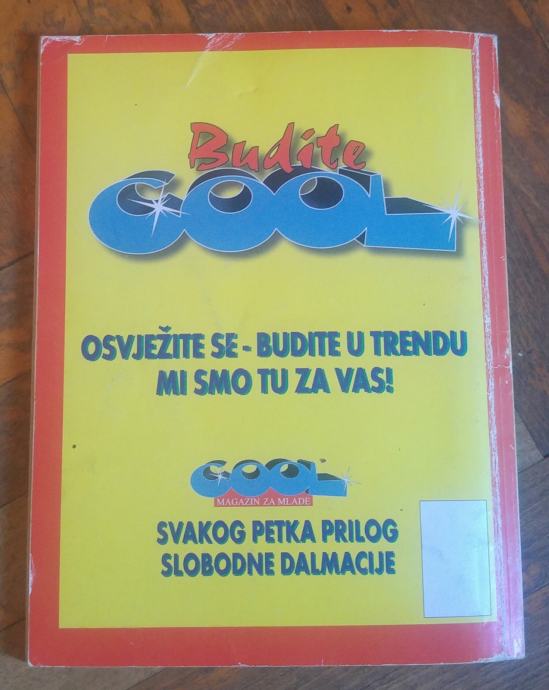 Budite
COOL
OSVJEŽITE SE - BUDITE U TRENDU
MI SMO TU ZA VAS!
COOL
MAGAZIN ZA MLADE
SVAKOG PETKA PRILOG
SLOBODNE DALMACIJE